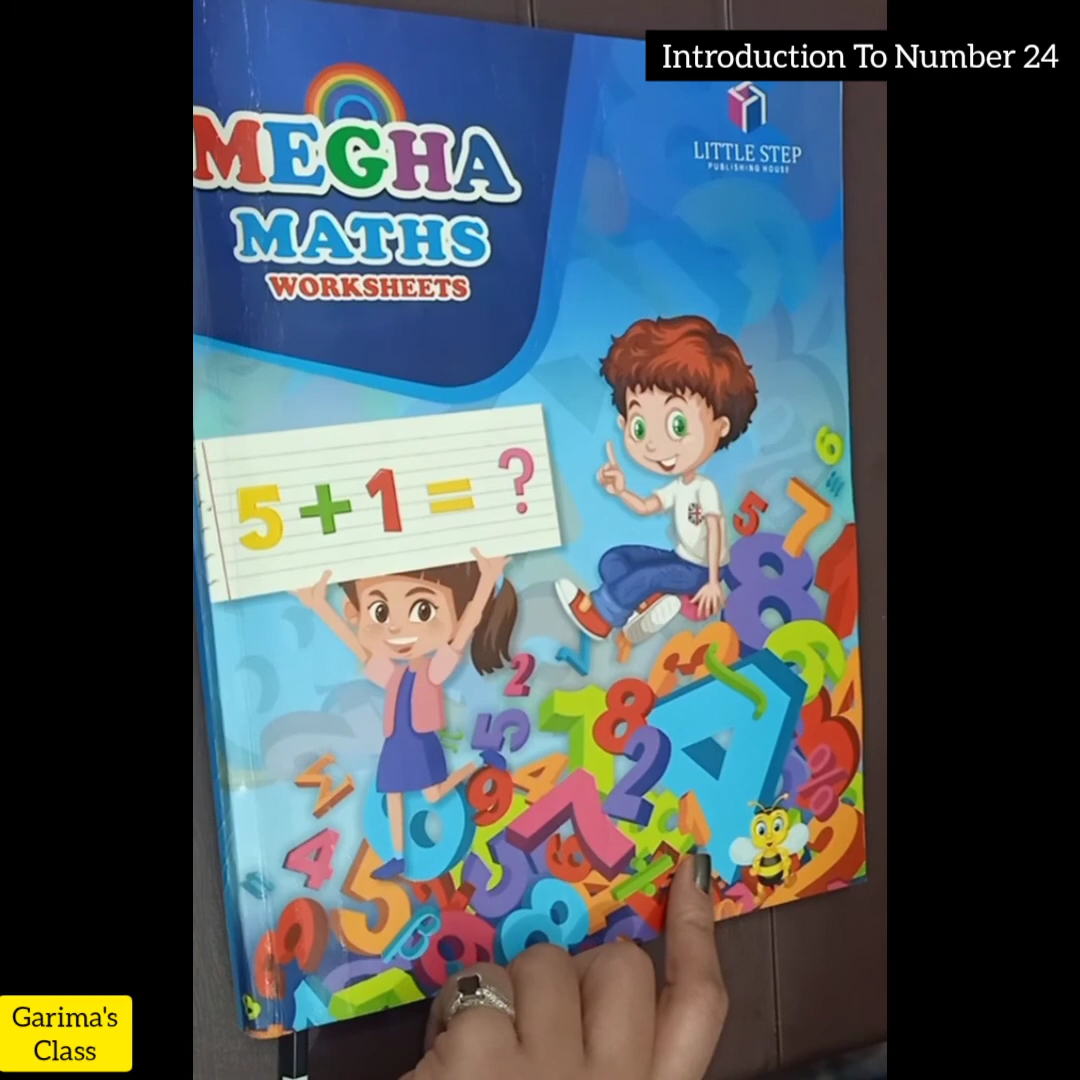 Introduction To Number 24
MEGHA
MATHS
WORKSHEETS
LITTLE STEP
PUBLISHING HOUSE
5 + 1 = ?
Garima's
Class